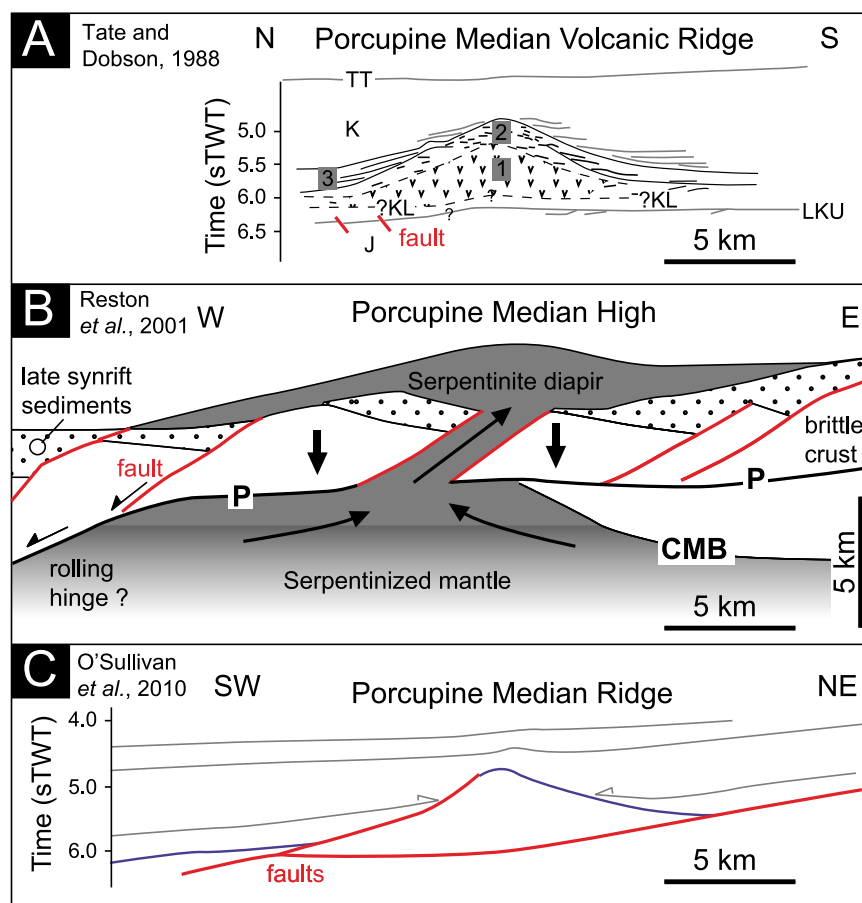 A
Tate and
Dobson, 1988
N
Porcupine Median Volcanic Ridge
S
TT
K
Time (sTWT)
5.0
5.5
6.0
6.5
2
1
3
?KL
?
?
?KL
LKU
J
fault
5 km
B
Reston
et al., 2001
W
Porcupine Median High
E
late synrift
sediments
Serpentinite diapir
fault
brittle
crust
P
P
CMB
rolling
hinge ?
Serpentinized mantle
5 km
5 km
C
O'Sullivan
et al., 2010
SW
Porcupine Median Ridge
NE
Time (sTWT)
4.0
5.0
6.0
faults
5 km